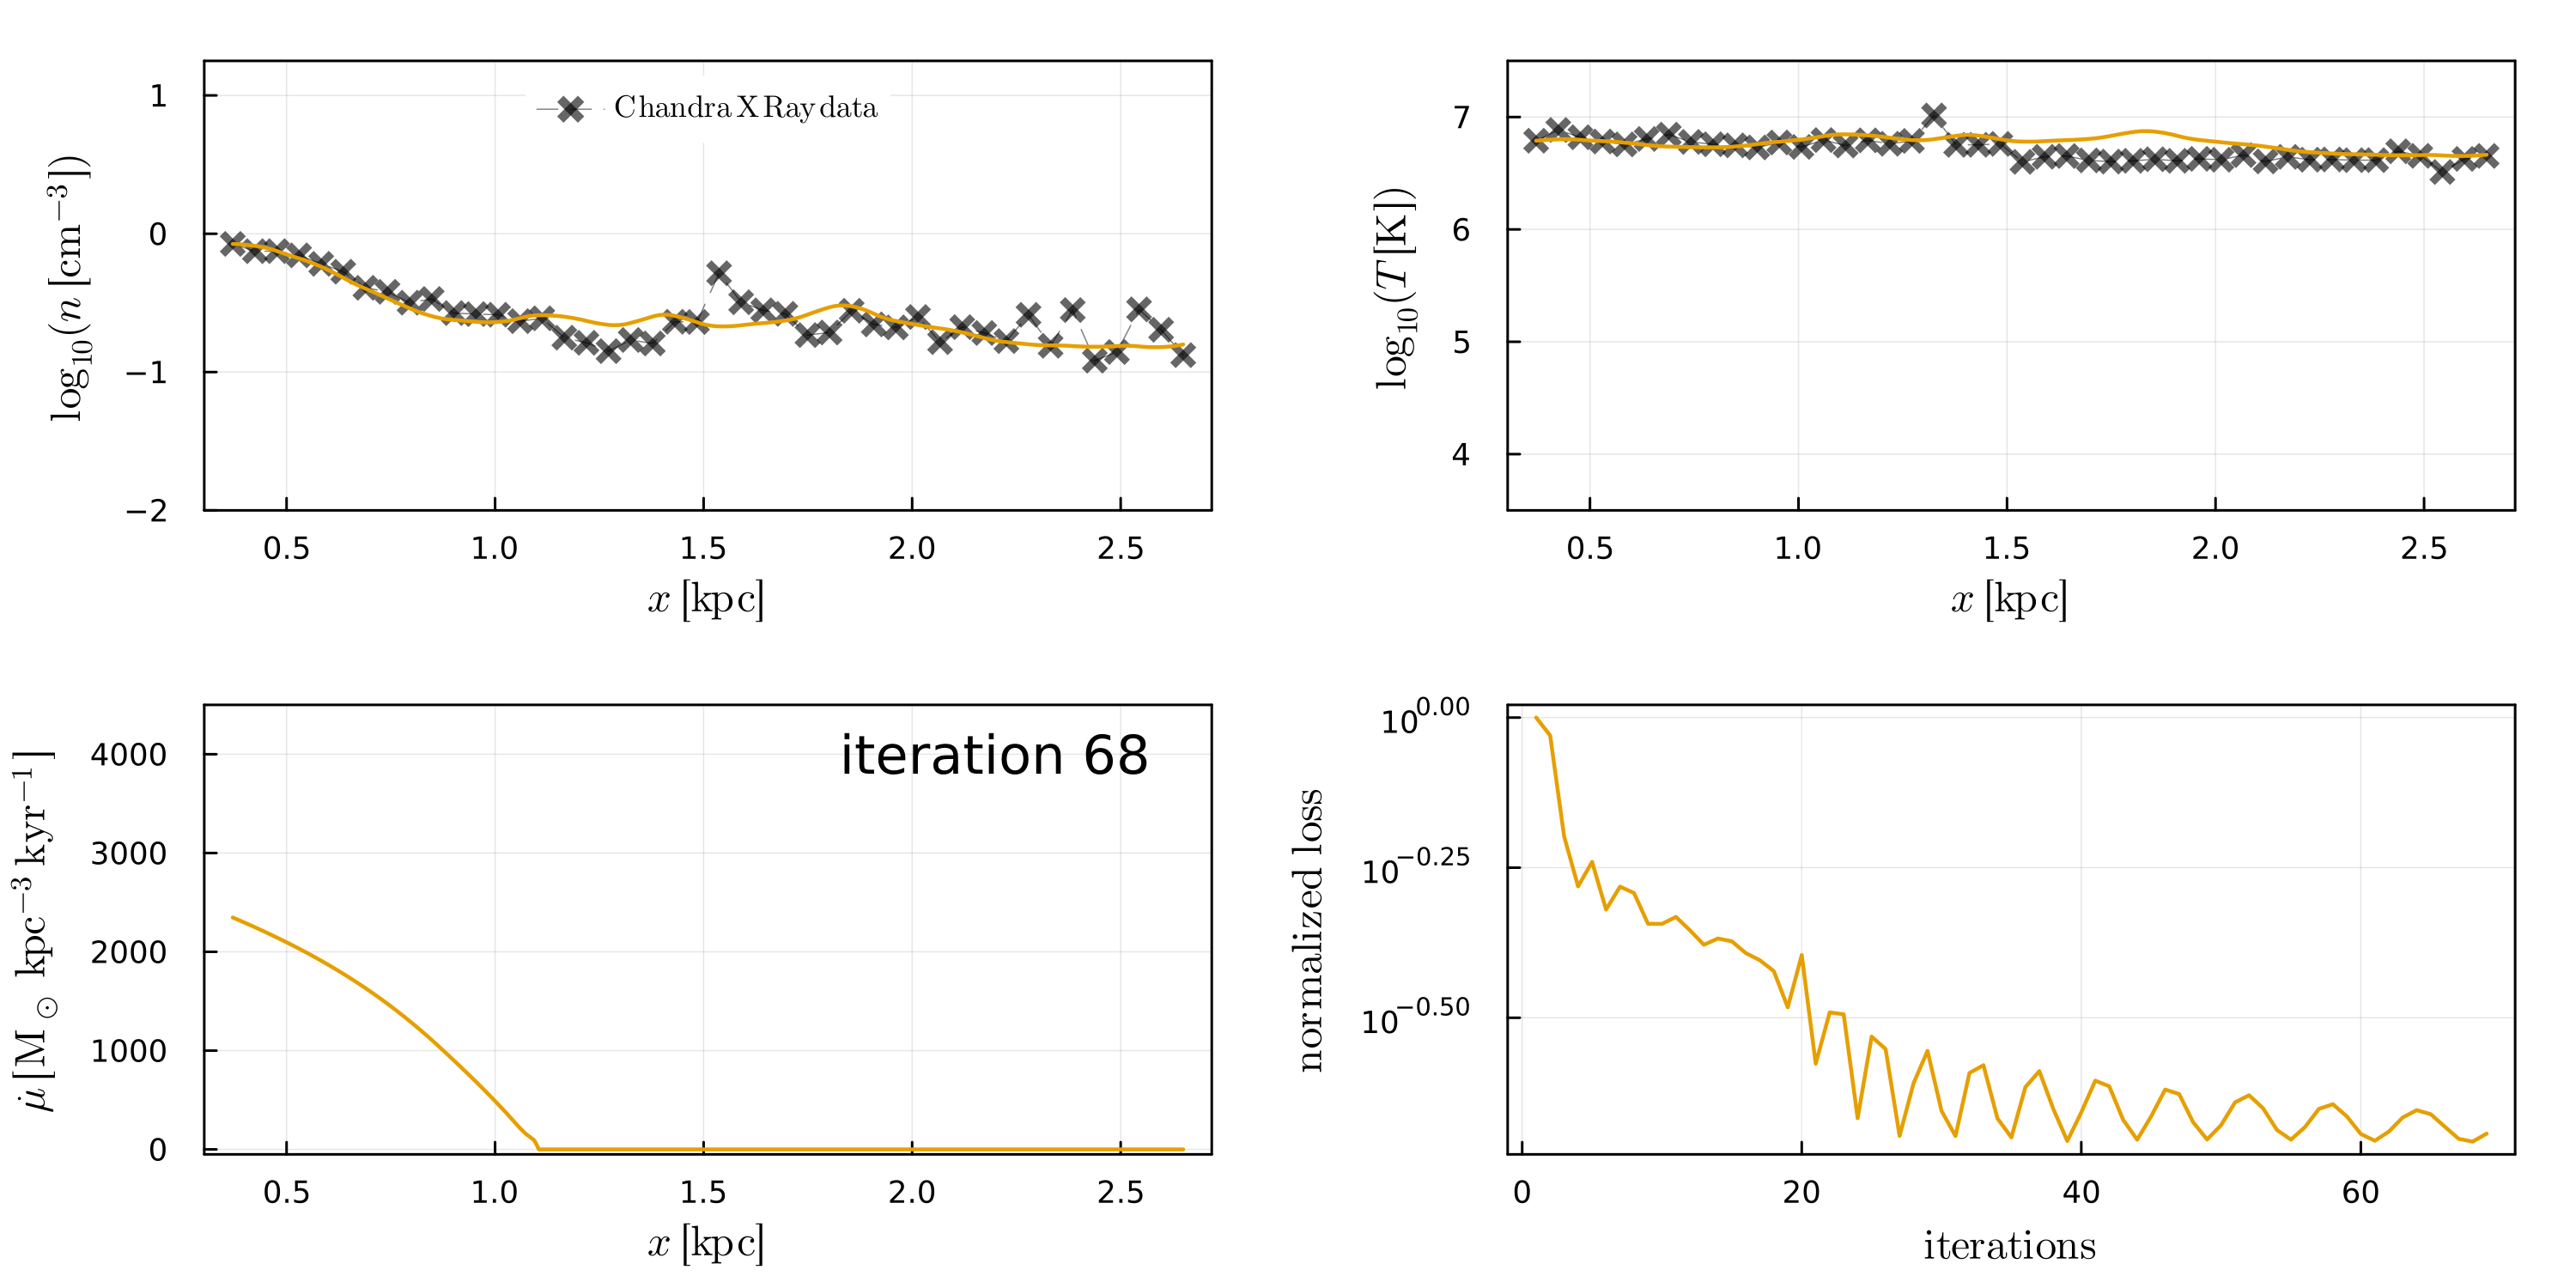 log₁₀(n [cm⁻³])
1
0
−1
−2
Chandra X Ray data
0.5 1.0 1.5 2.0 2.5
x [kpc]
log₁₀(T [K])
7
6
5
4
0.5 1.0 1.5 2.0 2.5
x [kpc]
μ̇ [M⊙ kpc⁻³ kyr⁻¹]
4000
3000
2000
1000
0
iteration 68
0.5 1.0 1.5 2.0 2.5
x [kpc]
normalized loss
10⁰·⁰⁰
10⁻⁰·²⁵
10⁻⁰·⁵⁰
0 20 40 60
iterations